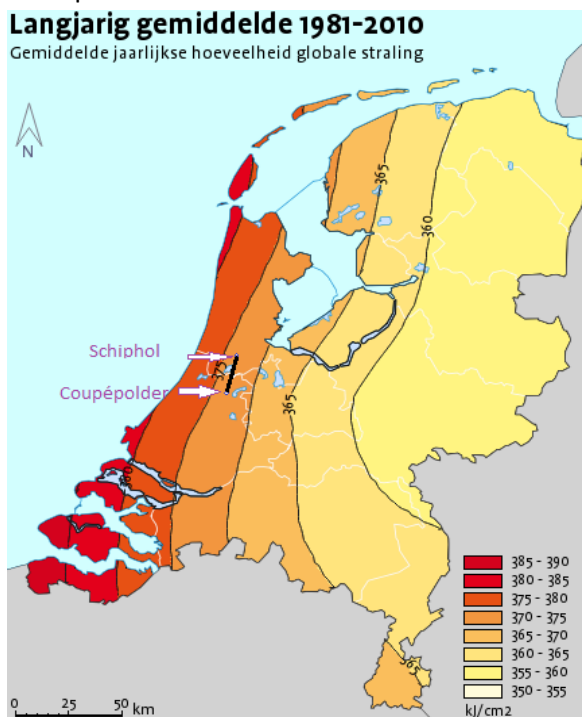 Langjarig gemiddelde 1981-2010
Gemiddelde jaarlijkse hoeveelheid globale straling
N
365
360
Schiphol
375
Coupépolder
365
380
385 - 390
380 - 385
375 - 380
370 - 375
365 - 370
360 - 365
355 - 360
350 - 355
365
0 25 50 km
kJ/cm2